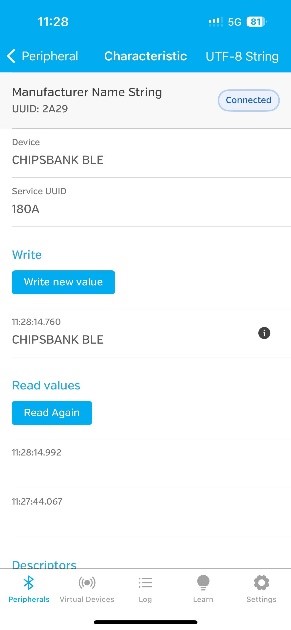 11:28
5G 81
Peripheral Characteristic UTF-8 String
Manufacturer Name String
UUID: 2A29
Connected
Device
CHIPSBANK BLE
Service UUID
180A
Write
Write new value
11:28:14.760
CHIPSBANK BLE
Read values
Read Again
11:28:14.992
11:27:44.067
Descriptors
Peripherals Virtual Devices Log Learn Settings